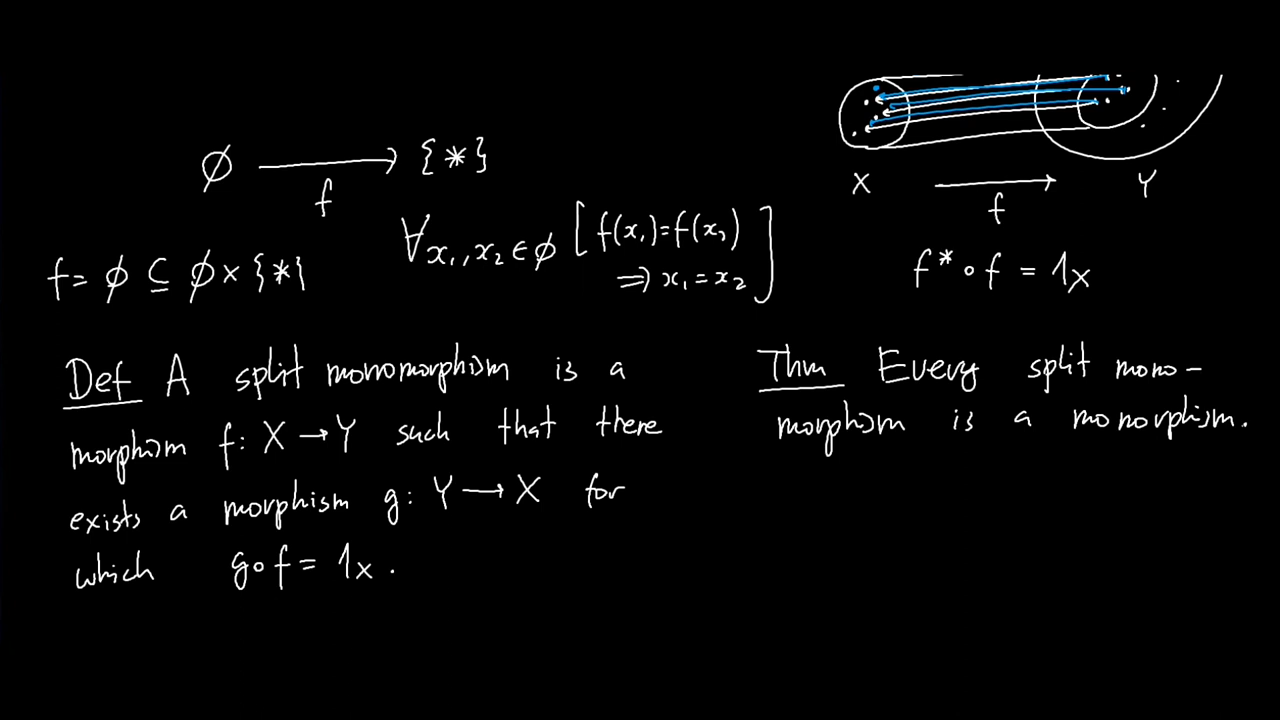 ∅ ⟶ {*}
f
∀x₁,x₂∈∅ [f(x₁)=f(x₂)
⇒ x₁=x₂]
f=∅ ⊆ ∅×{*}
Def A split monomorphism is a
morphism f: X→Y such that there
exists a morphism g: Y⟶X for
which g∘f = 1x.
X ⟶ Y
f
f*∘f = 1x
Thm Every split mono-
morphism is a monorphism.